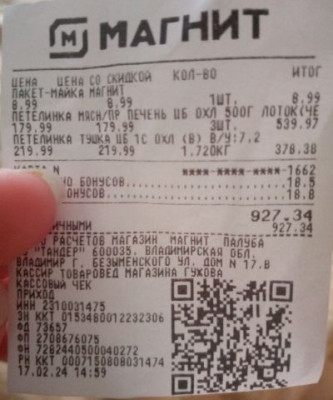 МАГНИТ
ЦЕНА ЦЕНА СО СКИДКОЙ КОЛ-ВО ИТОГ
ПАКЕТ-МАЙКА МАГНИТ
8.99 8.99 1ШТ. 8.99
ПЕТЕЛИНКА МЯСН/ПР ПЕЧЕНЬ ЦБ ОХЛ 500Г ЛОТОК(ЧЕ
179.99 179.99 3ШТ. 539.97
ПЕТЕЛИНКА ТУШКА ЦБ 1С ОХЛ (В) В/У:7.2
219.99 219.99 1.720КГ 378.38
КАРТА N **** **** **** 1662
НО БОНУСОВ 18.5
ОНУСОВ 18.8
927.34
ИЧНЫМИ 927.34
РАСЧЕТОВ МАГАЗИН МАГНИТ ПАЛУБА
"ТАНДЕР" 600035. ВЛАДИМИРСКАЯ ОБЛ,
ВЛАДИМИР Г, БЕЗЫМЕНСКОГО УЛ, ДОМ N 17.В
КАССИР ТОВАРОВЕД МАГАЗИНА ГУХОВА
КАССОВЫЙ ЧЕК
ПРИХОД
ИНН 2310031475
ЗН ККТ 0153480012232306
ФД 73657
ФП 2708676075
ФН 7282440500040272
РН ККТ 0007150808031474
17.02.24 14:59